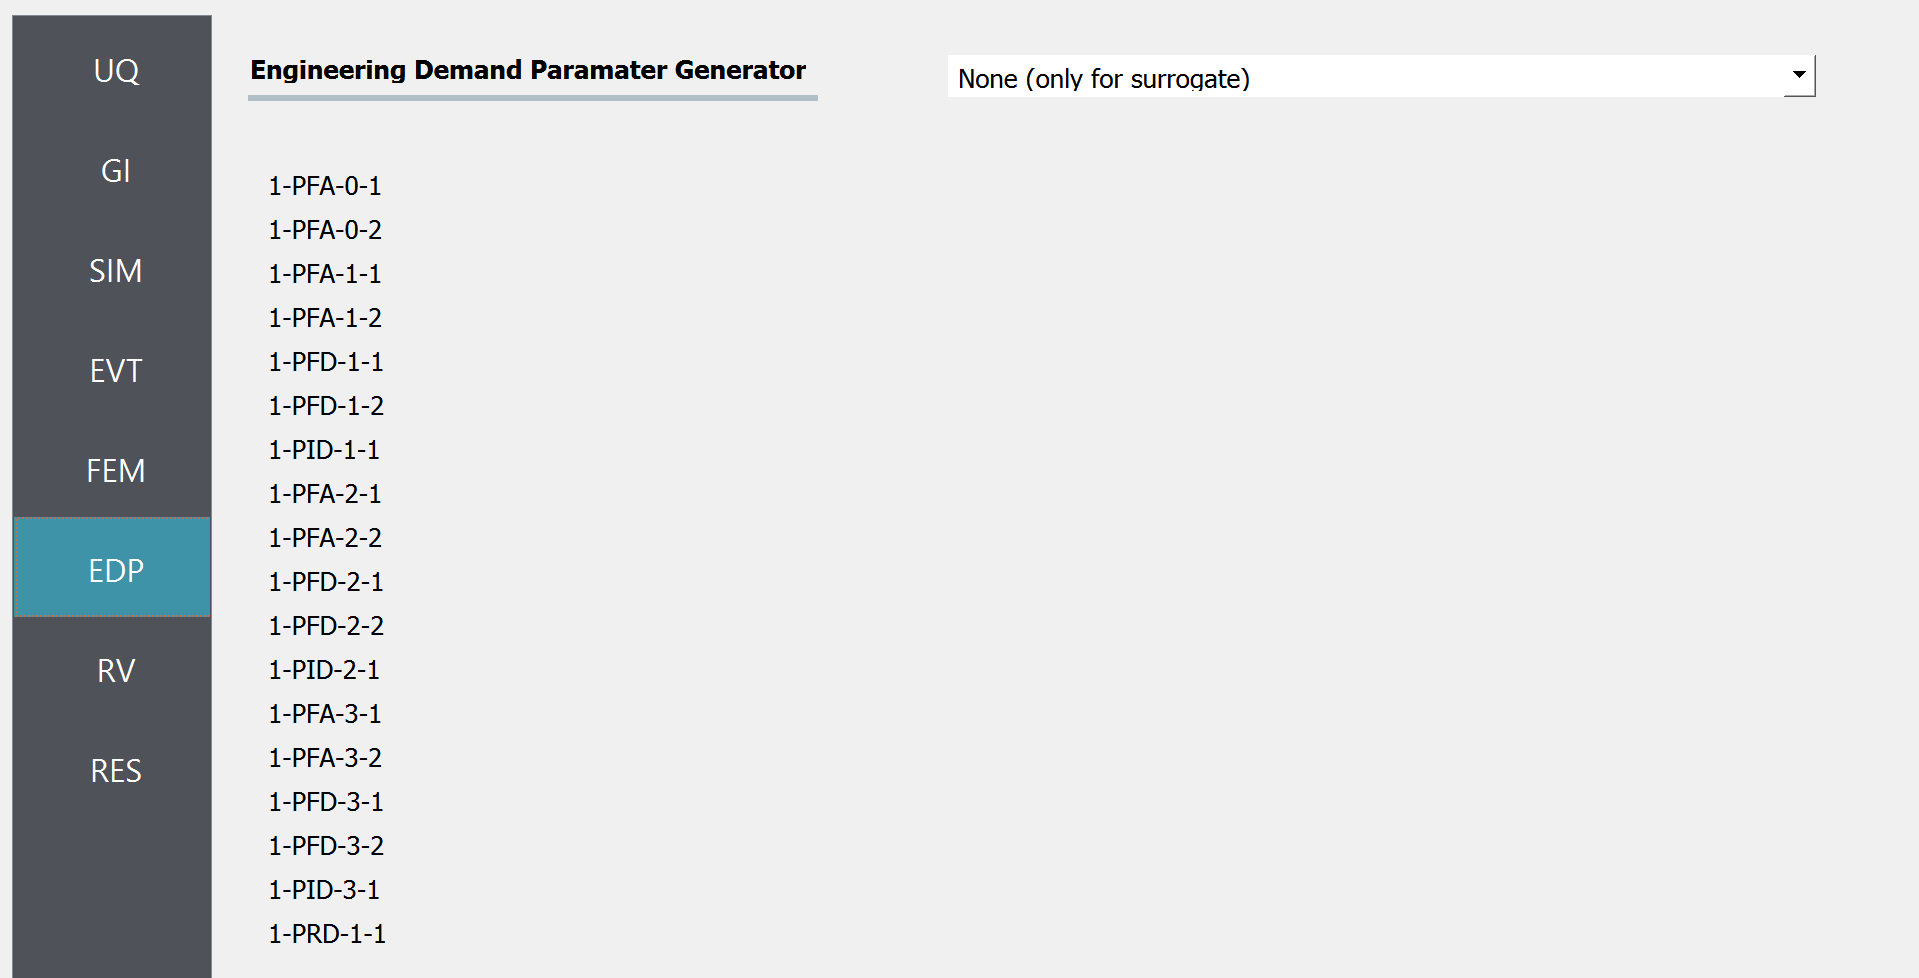 UQ
GI
SIM
EVT
FEM
EDP
RV
RES
Engineering Demand Paramater Generator
None (only for surrogate)
1-PFA-0-1
1-PFA-0-2
1-PFA-1-1
1-PFA-1-2
1-PFD-1-1
1-PFD-1-2
1-PID-1-1
1-PFA-2-1
1-PFA-2-2
1-PFD-2-1
1-PFD-2-2
1-PID-2-1
1-PFA-3-1
1-PFA-3-2
1-PFD-3-1
1-PFD-3-2
1-PID-3-1
1-PRD-1-1